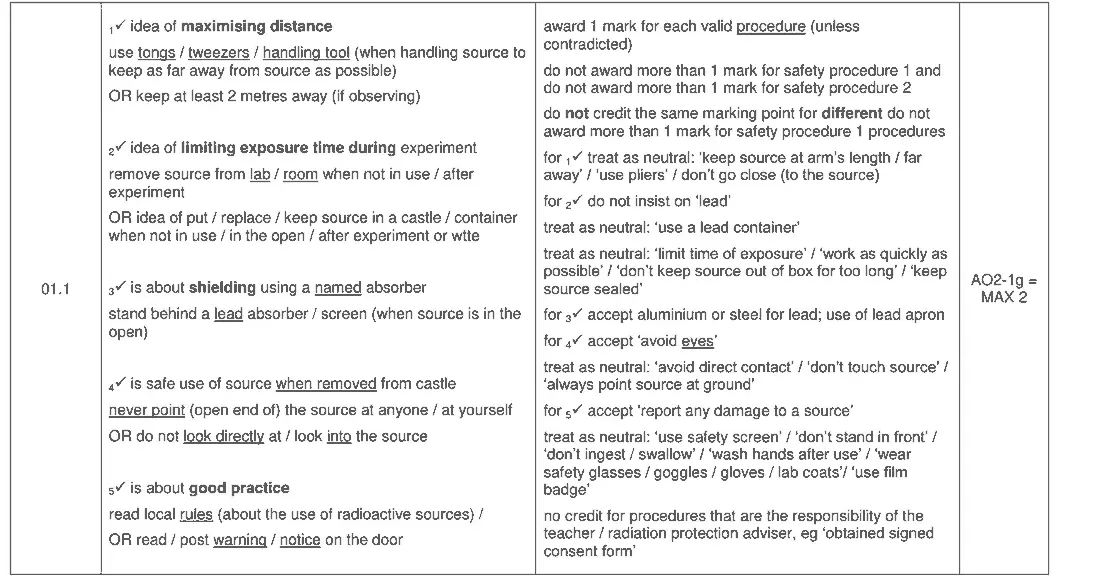 01.1
1✓ idea of maximising distance
use tongs / tweezers / handling tool (when handling source to
keep as far away from source as possible)
OR keep at least 2 metres away (if observing)
2✓ idea of limiting exposure time during experiment
remove source from lab / room when not in use / after
experiment
OR idea of put / replace / keep source in a castle / container
when not in use / in the open / after experiment or wtte
3✓ is about shielding using a named absorber
stand behind a lead absorber / screen (when source is in the
open)
4✓ is safe use of source when removed from castle
never point (open end of) the source at anyone / at yourself
OR do not look directly at / look into the source
5✓ is about good practice
read local rules (about the use of radioactive sources) /
OR read / post warning / notice on the door
award 1 mark for each valid procedure (unless
contradicted)
do not award more than 1 mark for safety procedure 1 and
do not award more than 1 mark for safety procedure 2
do not credit the same marking point for different do not
award more than 1 mark for safety procedure 1 procedures
for 1✓ treat as neutral: ‘keep source at arm's length / far
away’ / ‘use pliers’ / don’t go close (to the source)
for 2✓ do not insist on ‘lead’
treat as neutral: ‘use a lead container’
treat as neutral: ‘limit time of exposure’ / ‘work as quickly as
possible’ / ‘don’t keep source out of box for too long’ / ‘keep
source sealed’
for 3✓ accept aluminium or steel for lead; use of lead apron
for 4✓ accept ‘avoid eyes’
treat as neutral: ‘avoid direct contact’ / ‘don’t touch source’ /
‘always point source at ground’
for 5✓ accept ‘report any damage to a source’
treat as neutral: ‘use safety screen’ / ‘don’t stand in front’ /
‘don’t ingest / swallow’ / ‘wash hands after use’ / ‘wear
safety glasses / goggles / gloves / lab coats’/ ‘use film
badge’
no credit for procedures that are the responsibility of the
teacher / radiation protection adviser, eg ‘obtained signed
consent form’
AO2-1g =
MAX 2